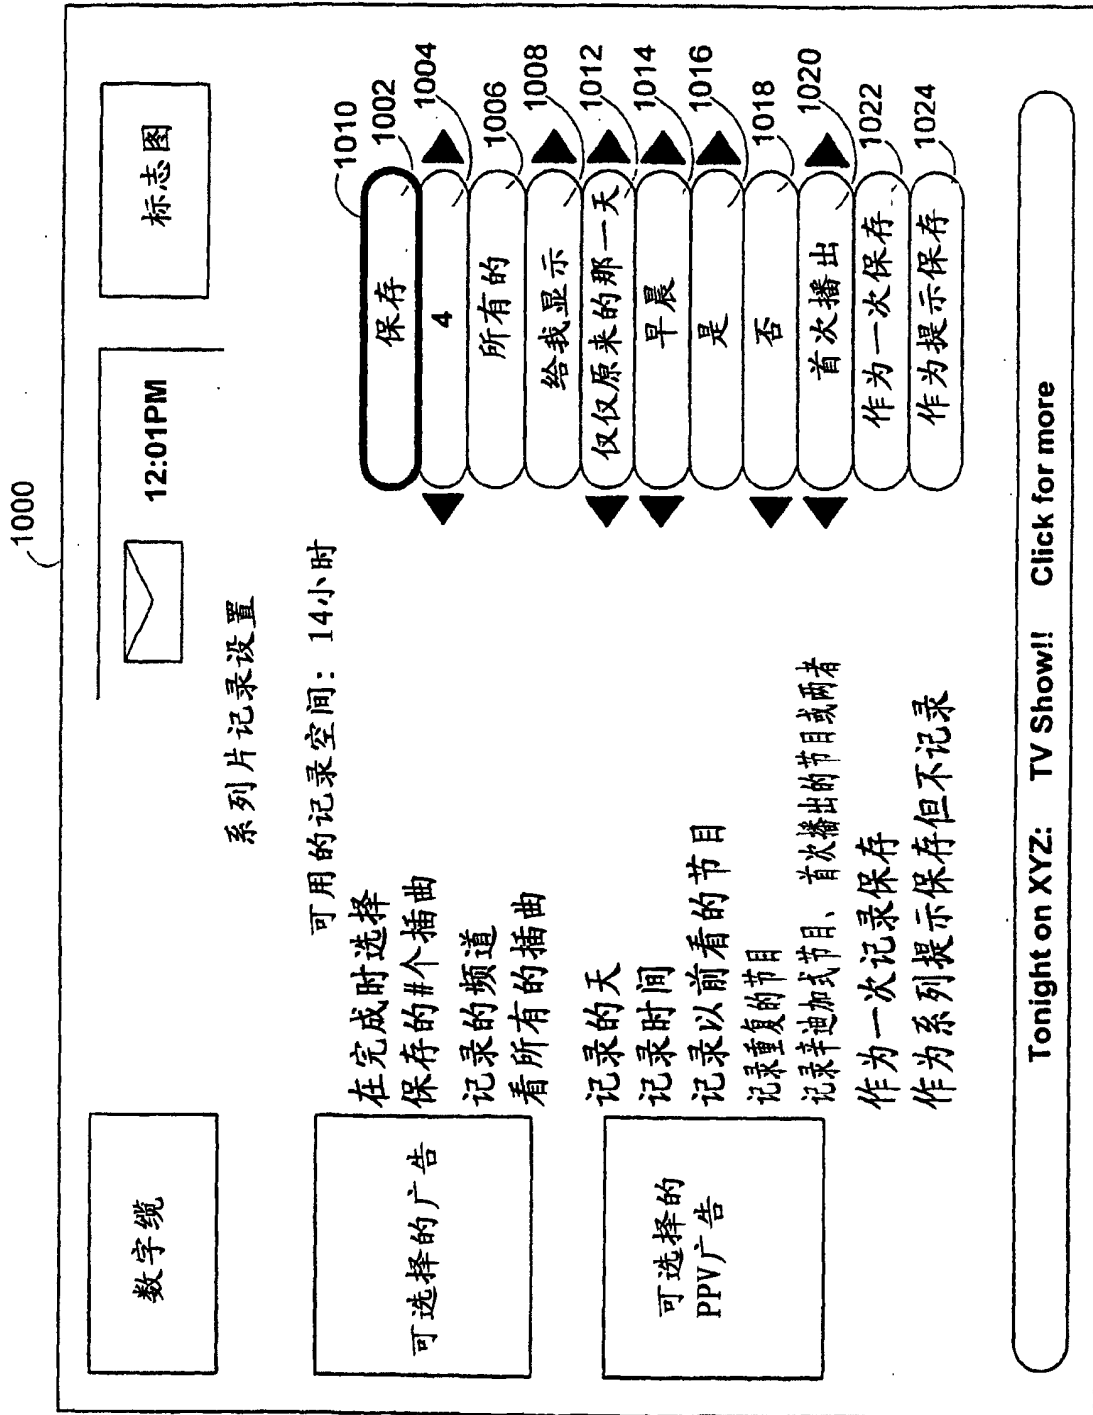 1000
数字缆
12:01PM
标志图
系列片记录设置
可用的记录空间: 14小时
可选择的广告
可选择的
PPV广告
1010
在完成时选择 保存 1002
保存的#个插曲 4 1004
记录的频道 所有的 1006
看所有的插曲 给我显示 1008
记录的天 仅仅原来的那一天 1012
记录时间 早晨 1014
记录以前看的节目 是 1016
记录重复的节目 否 1018
记录辛迪加式节目、首次播出的节目或两者 首次播出 1020
作为一次记录保存 作为一次保存 1022
作为系列提示保存但不记录 作为提示保存 1024
Tonight on XYZ: TV Show!! Click for more